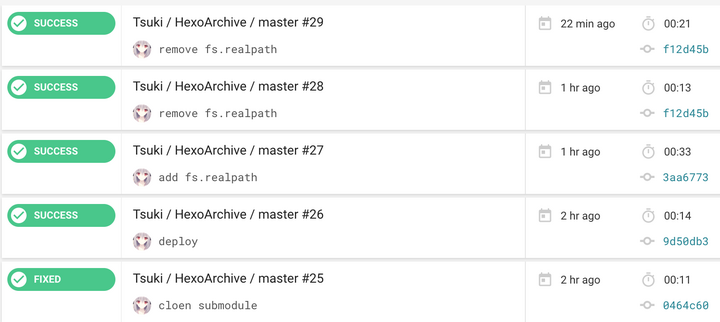 SUCCESS
Tsuki / HexoArchive / master #29
22 min ago
00:21
remove fs.realpath
f12d45b
SUCCESS
Tsuki / HexoArchive / master #28
1 hr ago
00:13
remove fs.realpath
f12d45b
SUCCESS
Tsuki / HexoArchive / master #27
1 hr ago
00:33
add fs.realpath
3aa6773
SUCCESS
Tsuki / HexoArchive / master #26
2 hr ago
00:14
deploy
9d50db3
FIXED
Tsuki / HexoArchive / master #25
2 hr ago
00:11
cloen submodule
0464c60